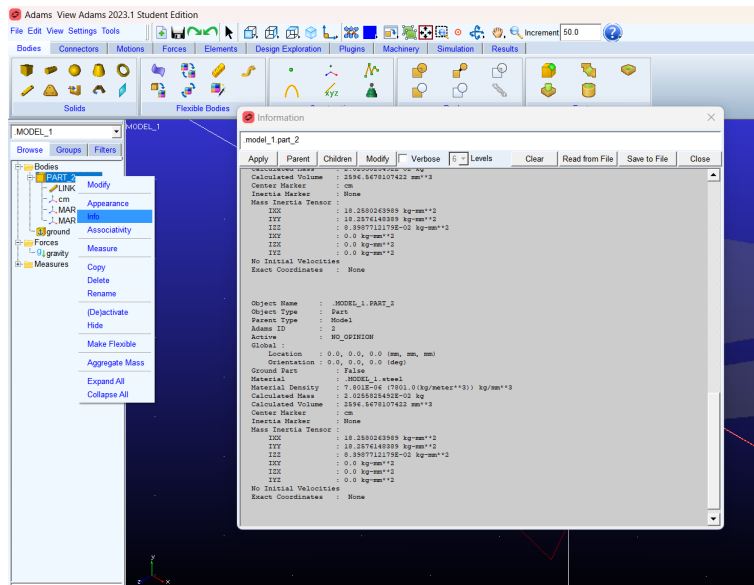 Adams View Adams 2023.1 Student Edition
File Edit View Settings Tools
Increment 50.0
Bodies Connectors Motions Forces Elements Design Exploration Plugins Machinery Simulation Results
Solids Flexible Bodies
Information
.MODEL_1
MODEL_1
.model_1.part_2
Browse Groups Filters
Apply Parent Children Modify Verbose 6 Levels Clear Read from File Save to File Close
Bodies
PART_2
LINK
cm
MAR
MAR
ground
Forces
gravity
Measures
Modify
Appearance
Info
Associativity
Measure
Copy
Delete
Rename
(De)activate
Hide
Make Flexible
Aggregate Mass
Expand All
Collapse All
Calculated Mass : 2.0255825492E-02 kg
Calculated Volume : 2596.5678107422 mm**3
Center Marker : cm
Inertia Marker : None
Mass Inertia Tensor :
IXX : 18.2580263989 kg-mm**2
IYY : 18.2576148389 kg-mm**2
IZZ : 8.3987712179E-02 kg-mm**2
IXY : 0.0 kg-mm**2
IZX : 0.0 kg-mm**2
IYZ : 0.0 kg-mm**2
No Initial Velocities
Exact Coordinates : None
Object Name : .MODEL_1.PART_2
Object Type : Part
Parent Type : Model
Adams ID : 2
Active : NO_OPINION
Global :
Location : 0.0, 0.0, 0.0 (mm, mm, mm)
Orientation : 0.0, 0.0, 0.0 (deg)
Ground Part : False
Material : .MODEL_1.steel
Material Density : 7.801E-06 (7801.0(kg/meter**3)) kg/mm**3
Calculated Mass : 2.0255825492E-02 kg
Calculated Volume : 2596.5678107422 mm**3
Center Marker : cm
Inertia Marker : None
Mass Inertia Tensor :
IXX : 18.2580263989 kg-mm**2
IYY : 18.2576148389 kg-mm**2
IZZ : 8.3987712179E-02 kg-mm**2
IXY : 0.0 kg-mm**2
IZX : 0.0 kg-mm**2
IYZ : 0.0 kg-mm**2
No Initial Velocities
Exact Coordinates : None
y
z x